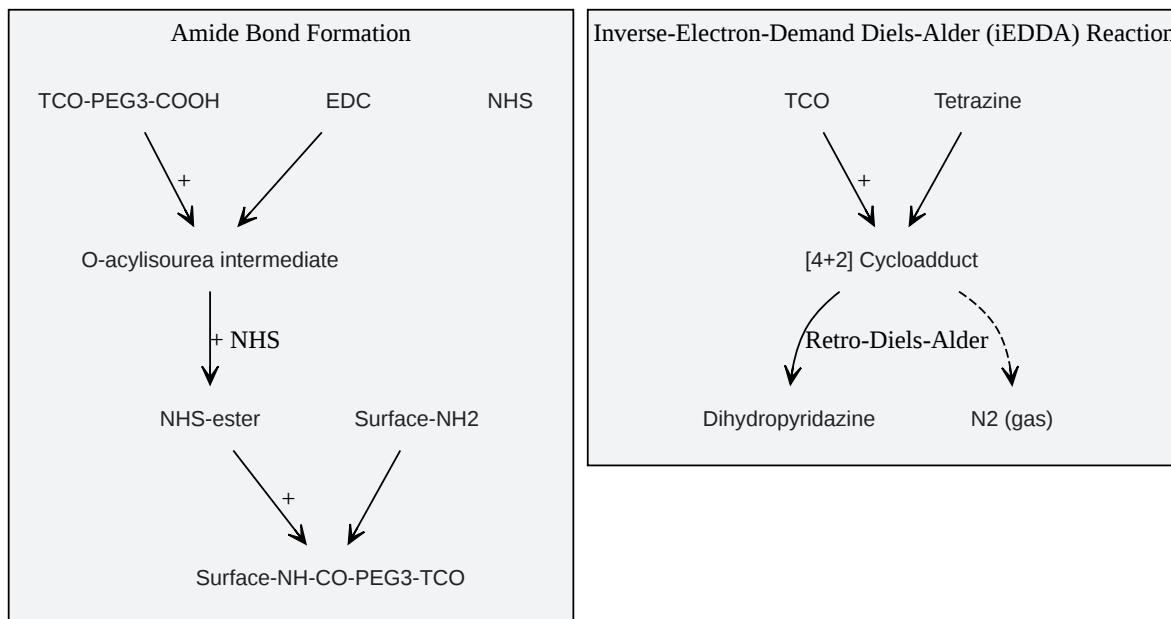 Amide Bond Formation
TCO-PEG3-COOH EDC NHS
+
O-acylisourea intermediate
+ NHS
NHS-ester Surface-NH2
+
Surface-NH-CO-PEG3-TCO
Inverse-Electron-Demand Diels-Alder (iEDDA) Reaction
TCO Tetrazine
+
[4+2] Cycloadduct
Retro-Diels-Alder
Dihydropyridazine N2 (gas)